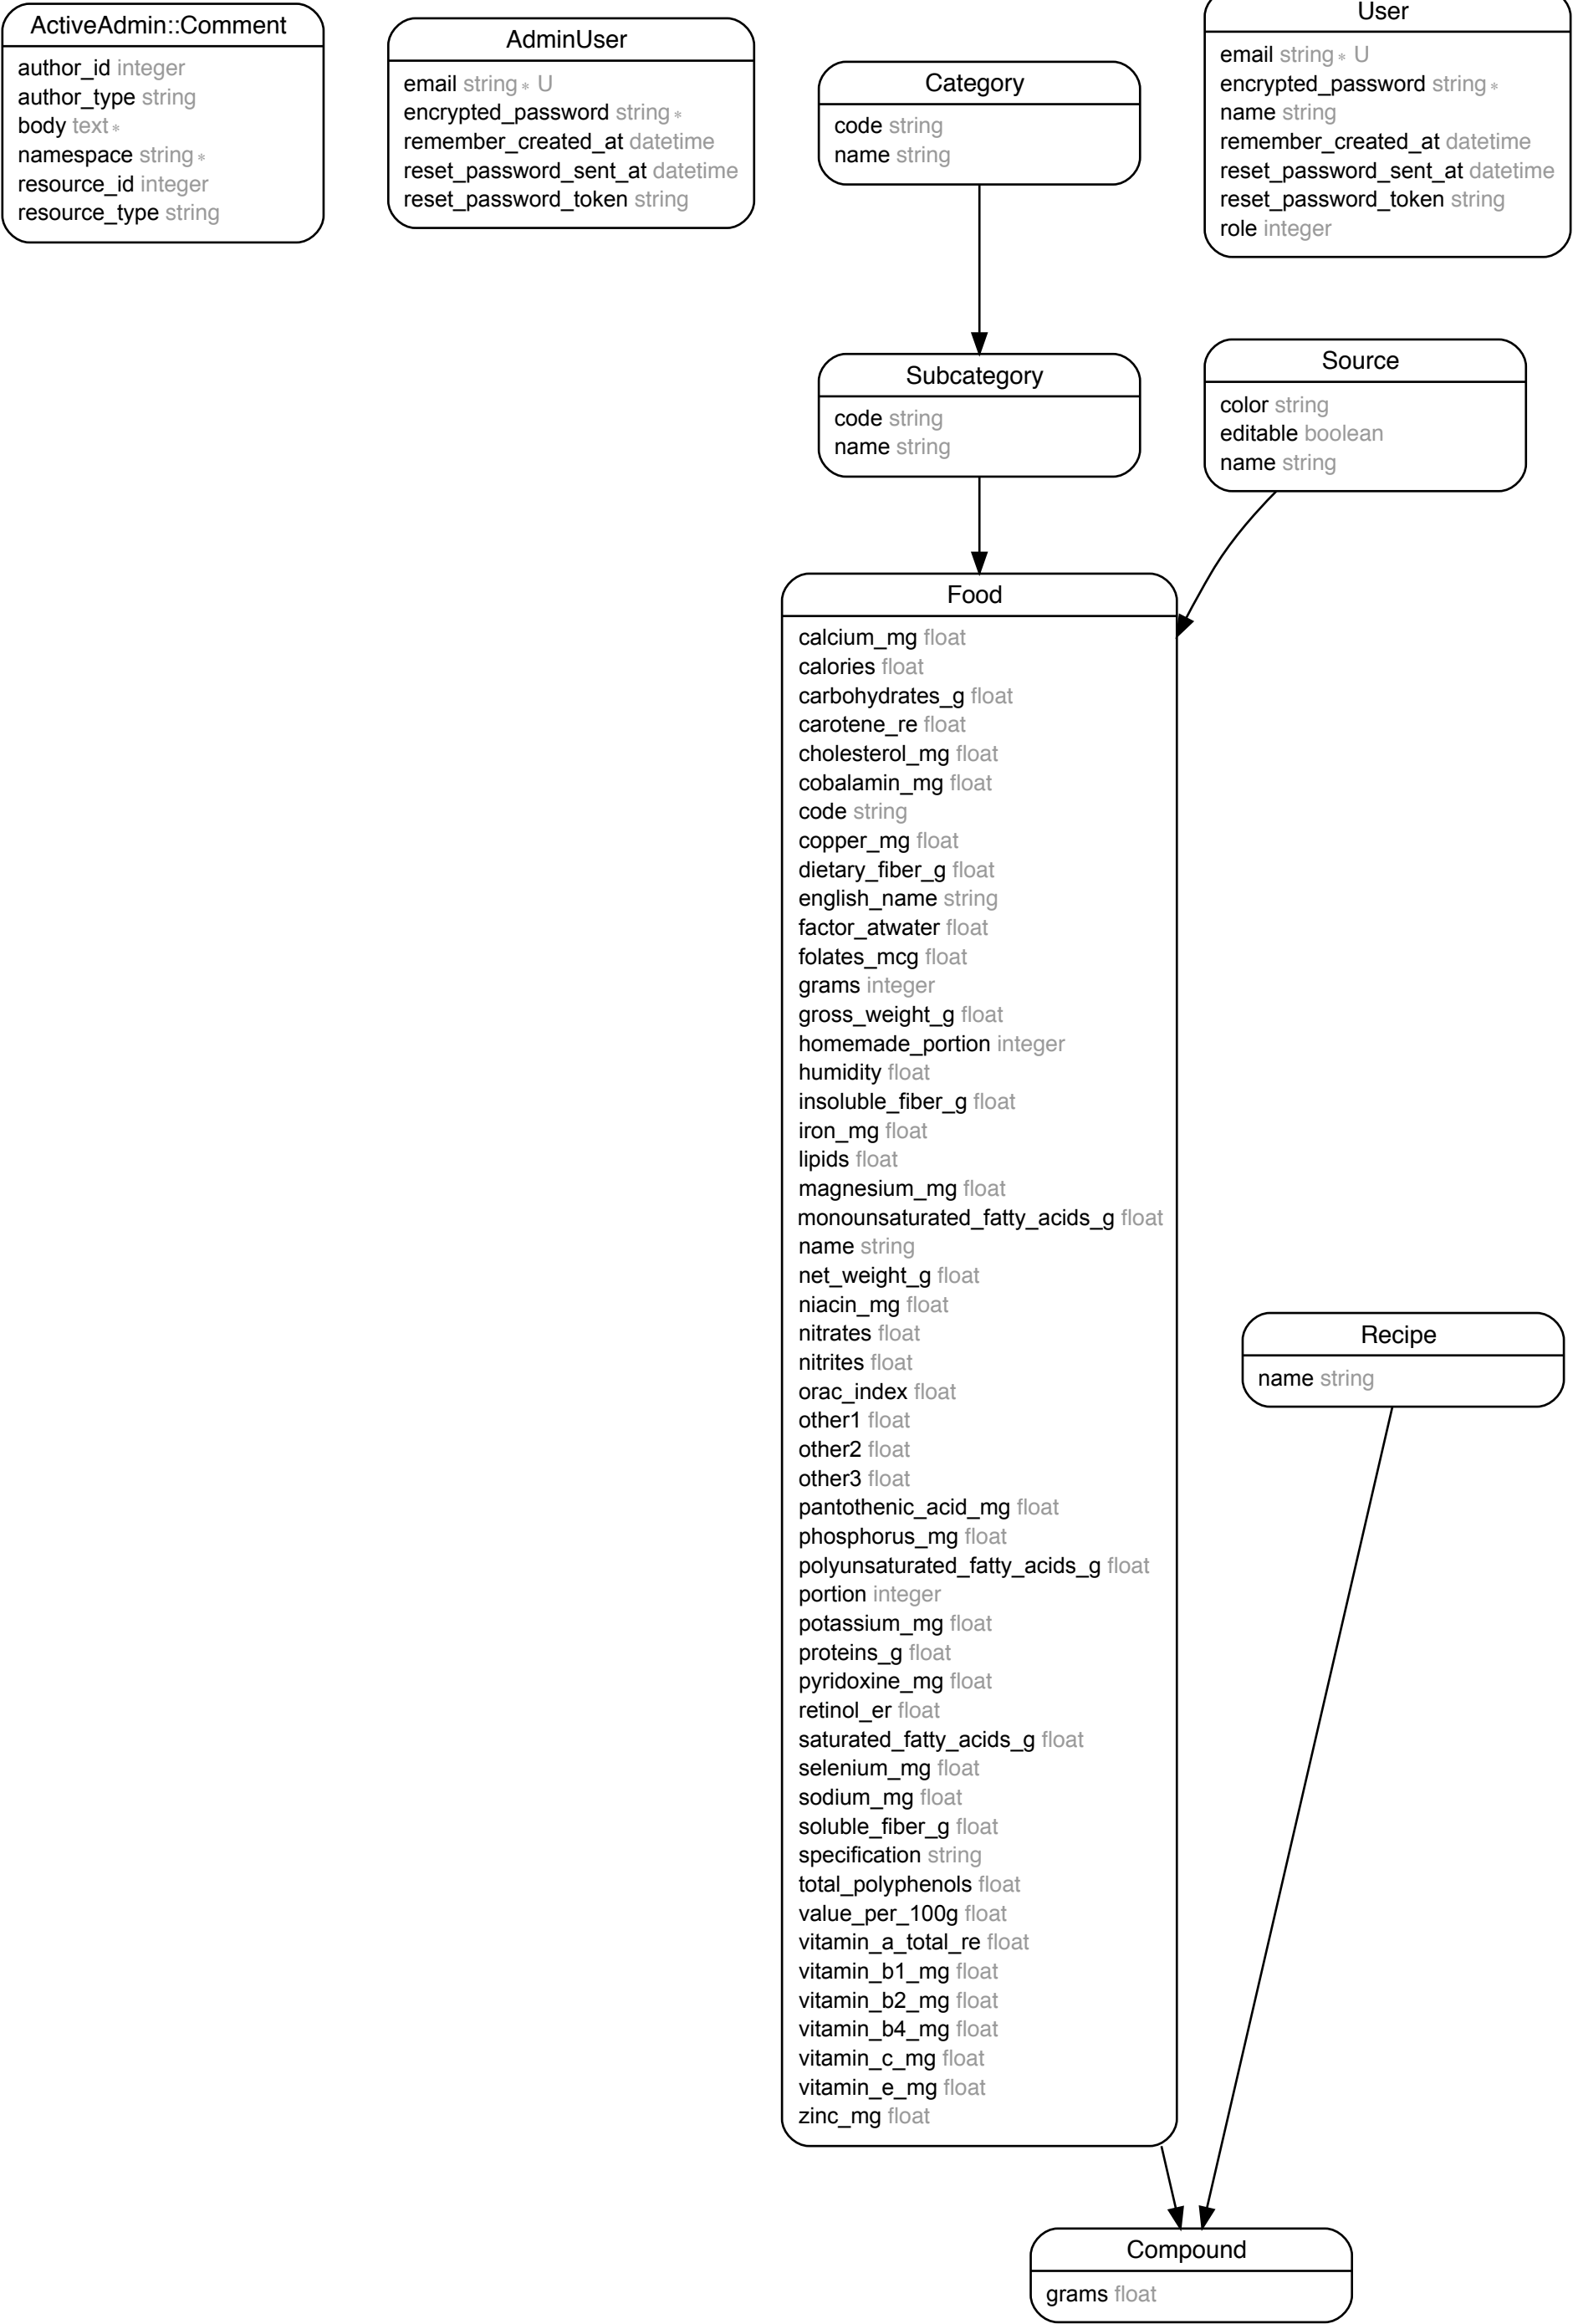 ActiveAdmin::Comment
author_id integer
author_type string
body text *
namespace string *
resource_id integer
resource_type string
AdminUser
email string * U
encrypted_password string *
remember_created_at datetime
reset_password_sent_at datetime
reset_password_token string
Category
code string
name string
User
email string * U
encrypted_password string *
name string
remember_created_at datetime
reset_password_sent_at datetime
reset_password_token string
role integer
Subcategory
code string
name string
Source
color string
editable boolean
name string
Food
calcium_mg float
calories float
carbohydrates_g float
carotene_re float
cholesterol_mg float
cobalamin_mg float
code string
copper_mg float
dietary_fiber_g float
english_name string
factor_atwater float
folates_mcg float
grams integer
gross_weight_g float
homemade_portion integer
humidity float
insoluble_fiber_g float
iron_mg float
lipids float
magnesium_mg float
monounsaturated_fatty_acids_g float
name string
net_weight_g float
niacin_mg float
nitrates float
nitrites float
orac_index float
other1 float
other2 float
other3 float
pantothenic_acid_mg float
phosphorus_mg float
polyunsaturated_fatty_acids_g float
portion integer
potassium_mg float
proteins_g float
pyridoxine_mg float
retinol_er float
saturated_fatty_acids_g float
selenium_mg float
sodium_mg float
soluble_fiber_g float
specification string
total_polyphenols float
value_per_100g float
vitamin_a_total_re float
vitamin_b1_mg float
vitamin_b2_mg float
vitamin_b4_mg float
vitamin_c_mg float
vitamin_e_mg float
zinc_mg float
Recipe
name string
Compound
grams float